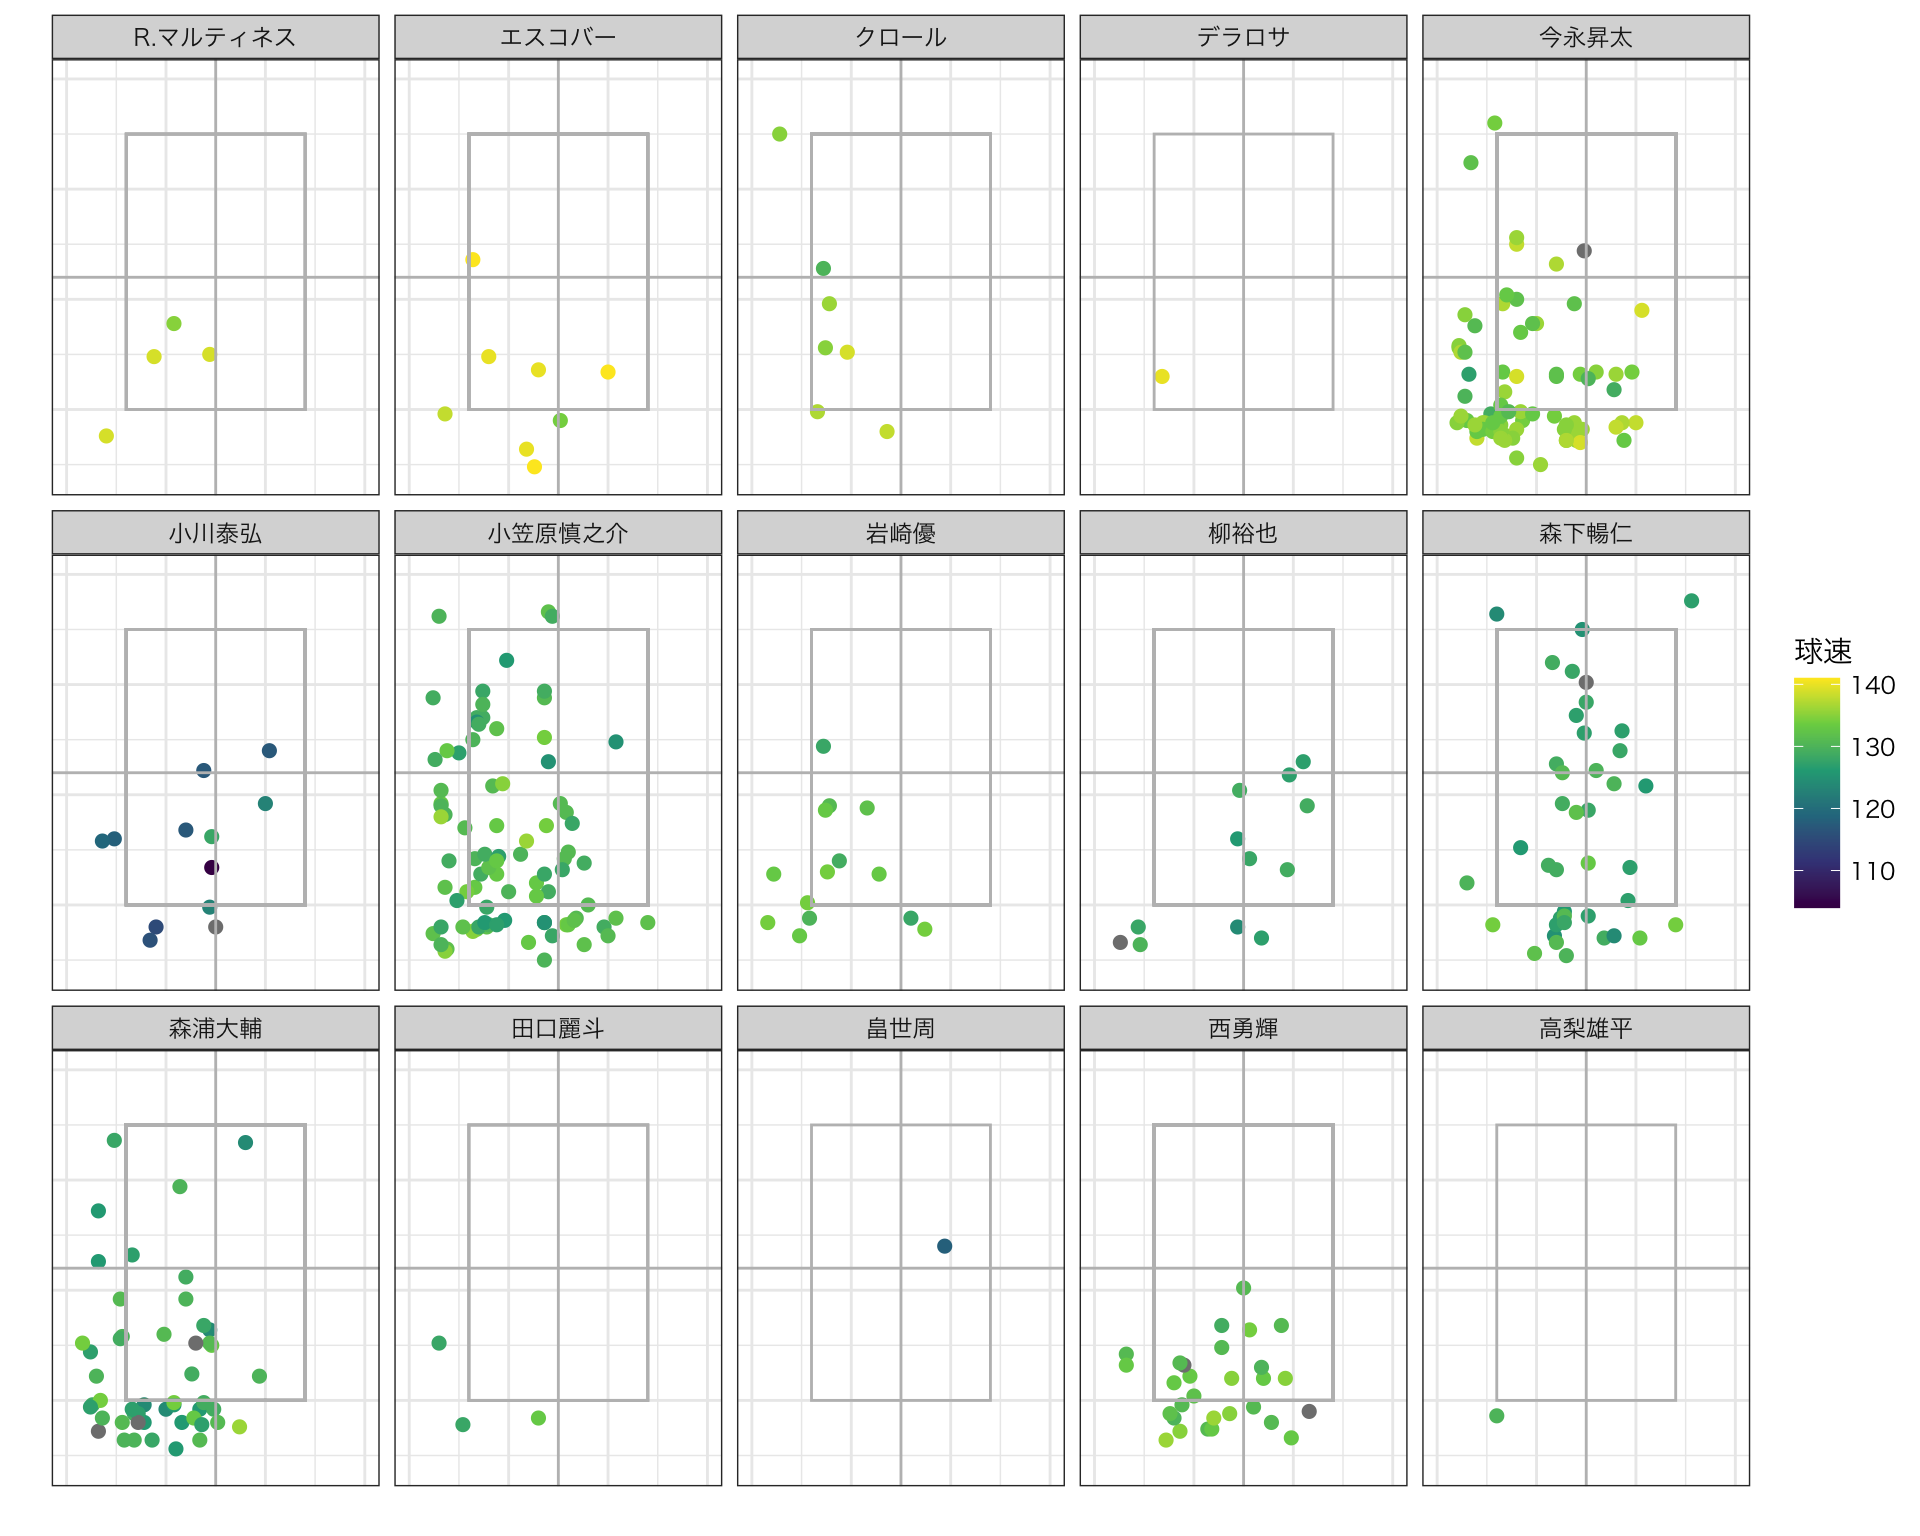 R.マルティネス
エスコバー
クロール
デラロサ
今永昇太
小川泰弘
小笠原慎之介
岩崎優
柳裕也
森下暢仁
球速
140
130
120
110
森浦大輔
田口麗斗
畠世周
西勇輝
高梨雄平